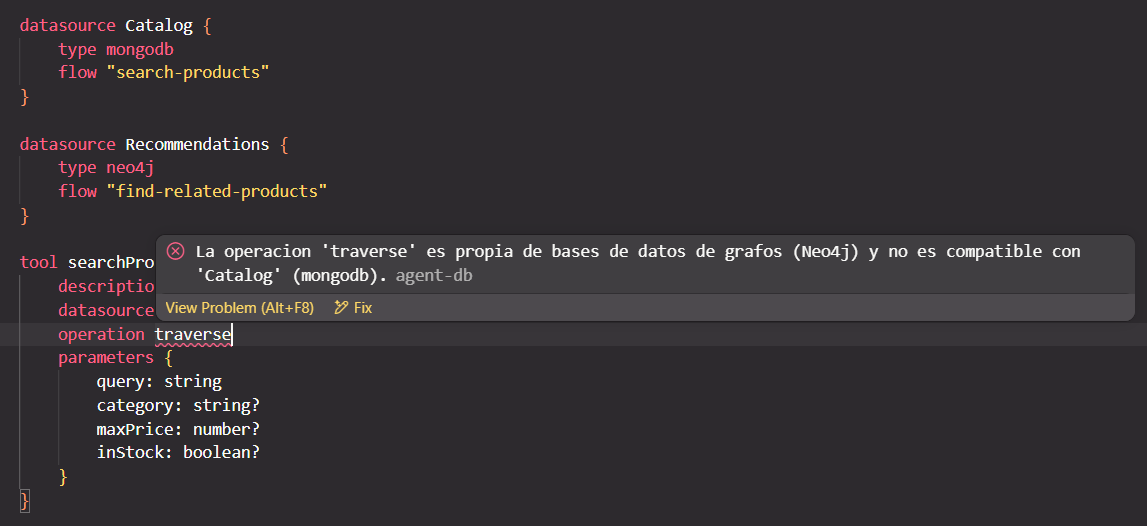 datasource Catalog {
type mongodb
flow "search-products"
}
datasource Recommendations {
type neo4j
flow "find-related-products"
}
La operacion 'traverse' es propia de bases de datos de grafos (Neo4j) y no es compatible con
'Catalog' (mongodb). agent-db
View Problem (Alt+F8) Fix
tool searchPro
descriptio
datasource
operation traverse
parameters {
query: string
category: string?
maxPrice: number?
inStock: boolean?
}
}